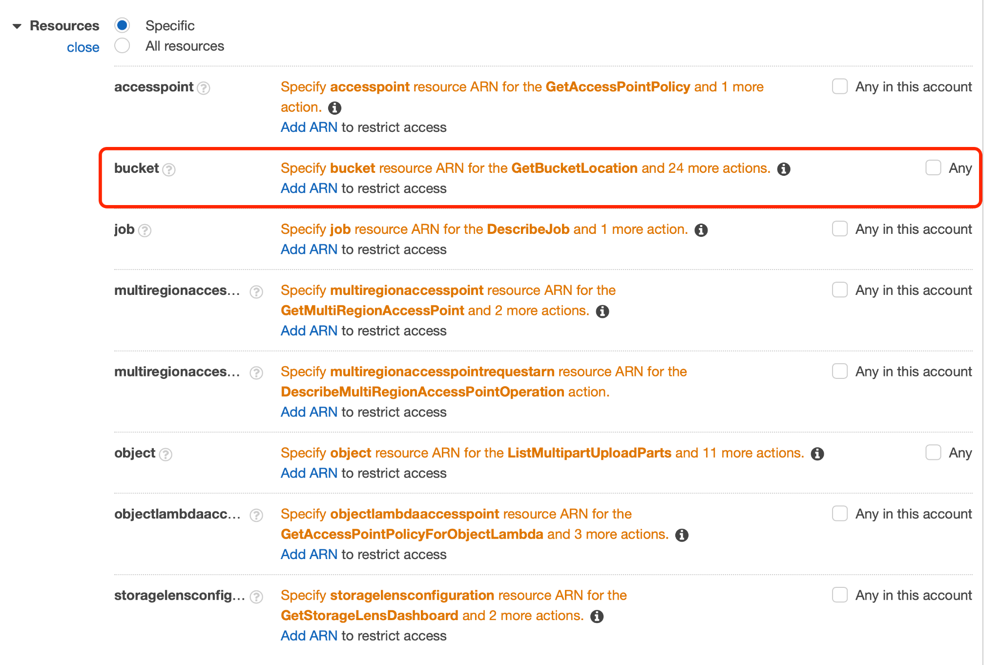 Resources
Specific
close
All resources
accesspoint
Specify accesspoint resource ARN for the GetAccessPointPolicy and 1 more
action.
Add ARN to restrict access
Any in this account
bucket
Specify bucket resource ARN for the GetBucketLocation and 24 more actions.
Add ARN to restrict access
Any
job
Specify job resource ARN for the DescribeJob and 1 more action.
Add ARN to restrict access
Any in this account
multiregionacces...
Specify multiregionaccesspoint resource ARN for the
GetMultiRegionAccessPoint and 2 more actions.
Add ARN to restrict access
Any in this account
multiregionacces...
Specify multiregionaccesspointrequestarn resource ARN for the
DescribeMultiRegionAccessPointOperation action.
Add ARN to restrict access
Any in this account
object
Specify object resource ARN for the ListMultipartUploadParts and 11 more actions.
Add ARN to restrict access
Any
objectlambdaacc...
Specify objectlambdaaccesspoint resource ARN for the
GetAccessPointPolicyForObjectLambda and 3 more actions.
Add ARN to restrict access
Any in this account
storagelensconfig...
Specify storagelensconfiguration resource ARN for the
GetStorageLensDashboard and 2 more actions.
Add ARN to restrict access
Any in this account